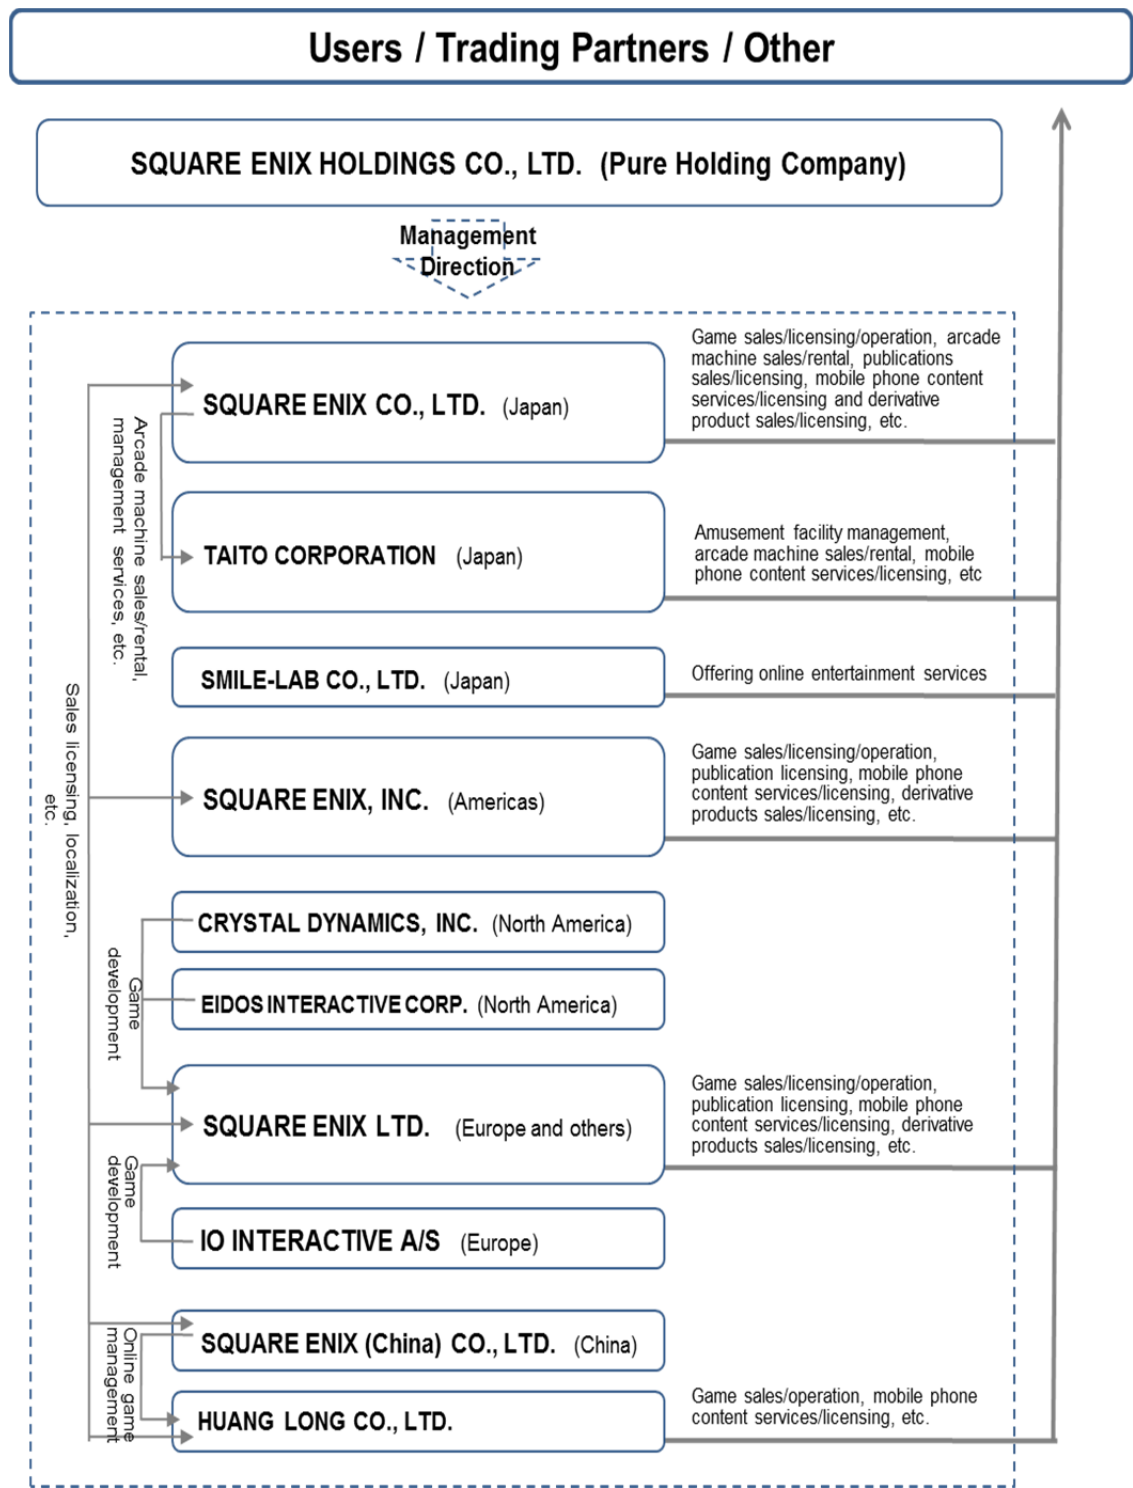 Users / Trading Partners / Other
SQUARE ENIX HOLDINGS CO., LTD. (Pure Holding Company)
Management
Direction
SQUARE ENIX CO., LTD. (Japan)
Game sales/licensing/operation, arcade
machine sales/rental, publications
sales/licensing, mobile phone content
services/licensing and derivative
product sales/licensing, etc.
Arcade machine sales/rental,
management services, etc.
TAITO CORPORATION (Japan)
Amusement facility management,
arcade machine sales/rental, mobile
phone content services/licensing, etc
SMILE-LAB CO., LTD. (Japan)
Offering online entertainment services
Sales licensing, localization,
etc.
SQUARE ENIX, INC. (Americas)
Game sales/licensing/operation,
publication licensing, mobile phone
content services/licensing, derivative
products sales/licensing, etc.
CRYSTAL DYNAMICS, INC. (North America)
EIDOS INTERACTIVE CORP. (North America)
Game
development
SQUARE ENIX LTD. (Europe and others)
Game sales/licensing/operation,
publication licensing, mobile phone
content services/licensing, derivative
products sales/licensing, etc.
Game
development
IO INTERACTIVE A/S (Europe)
SQUARE ENIX (China) CO., LTD. (China)
Online game
management
HUANG LONG CO., LTD.
Game sales/operation, mobile phone
content services/licensing, etc.